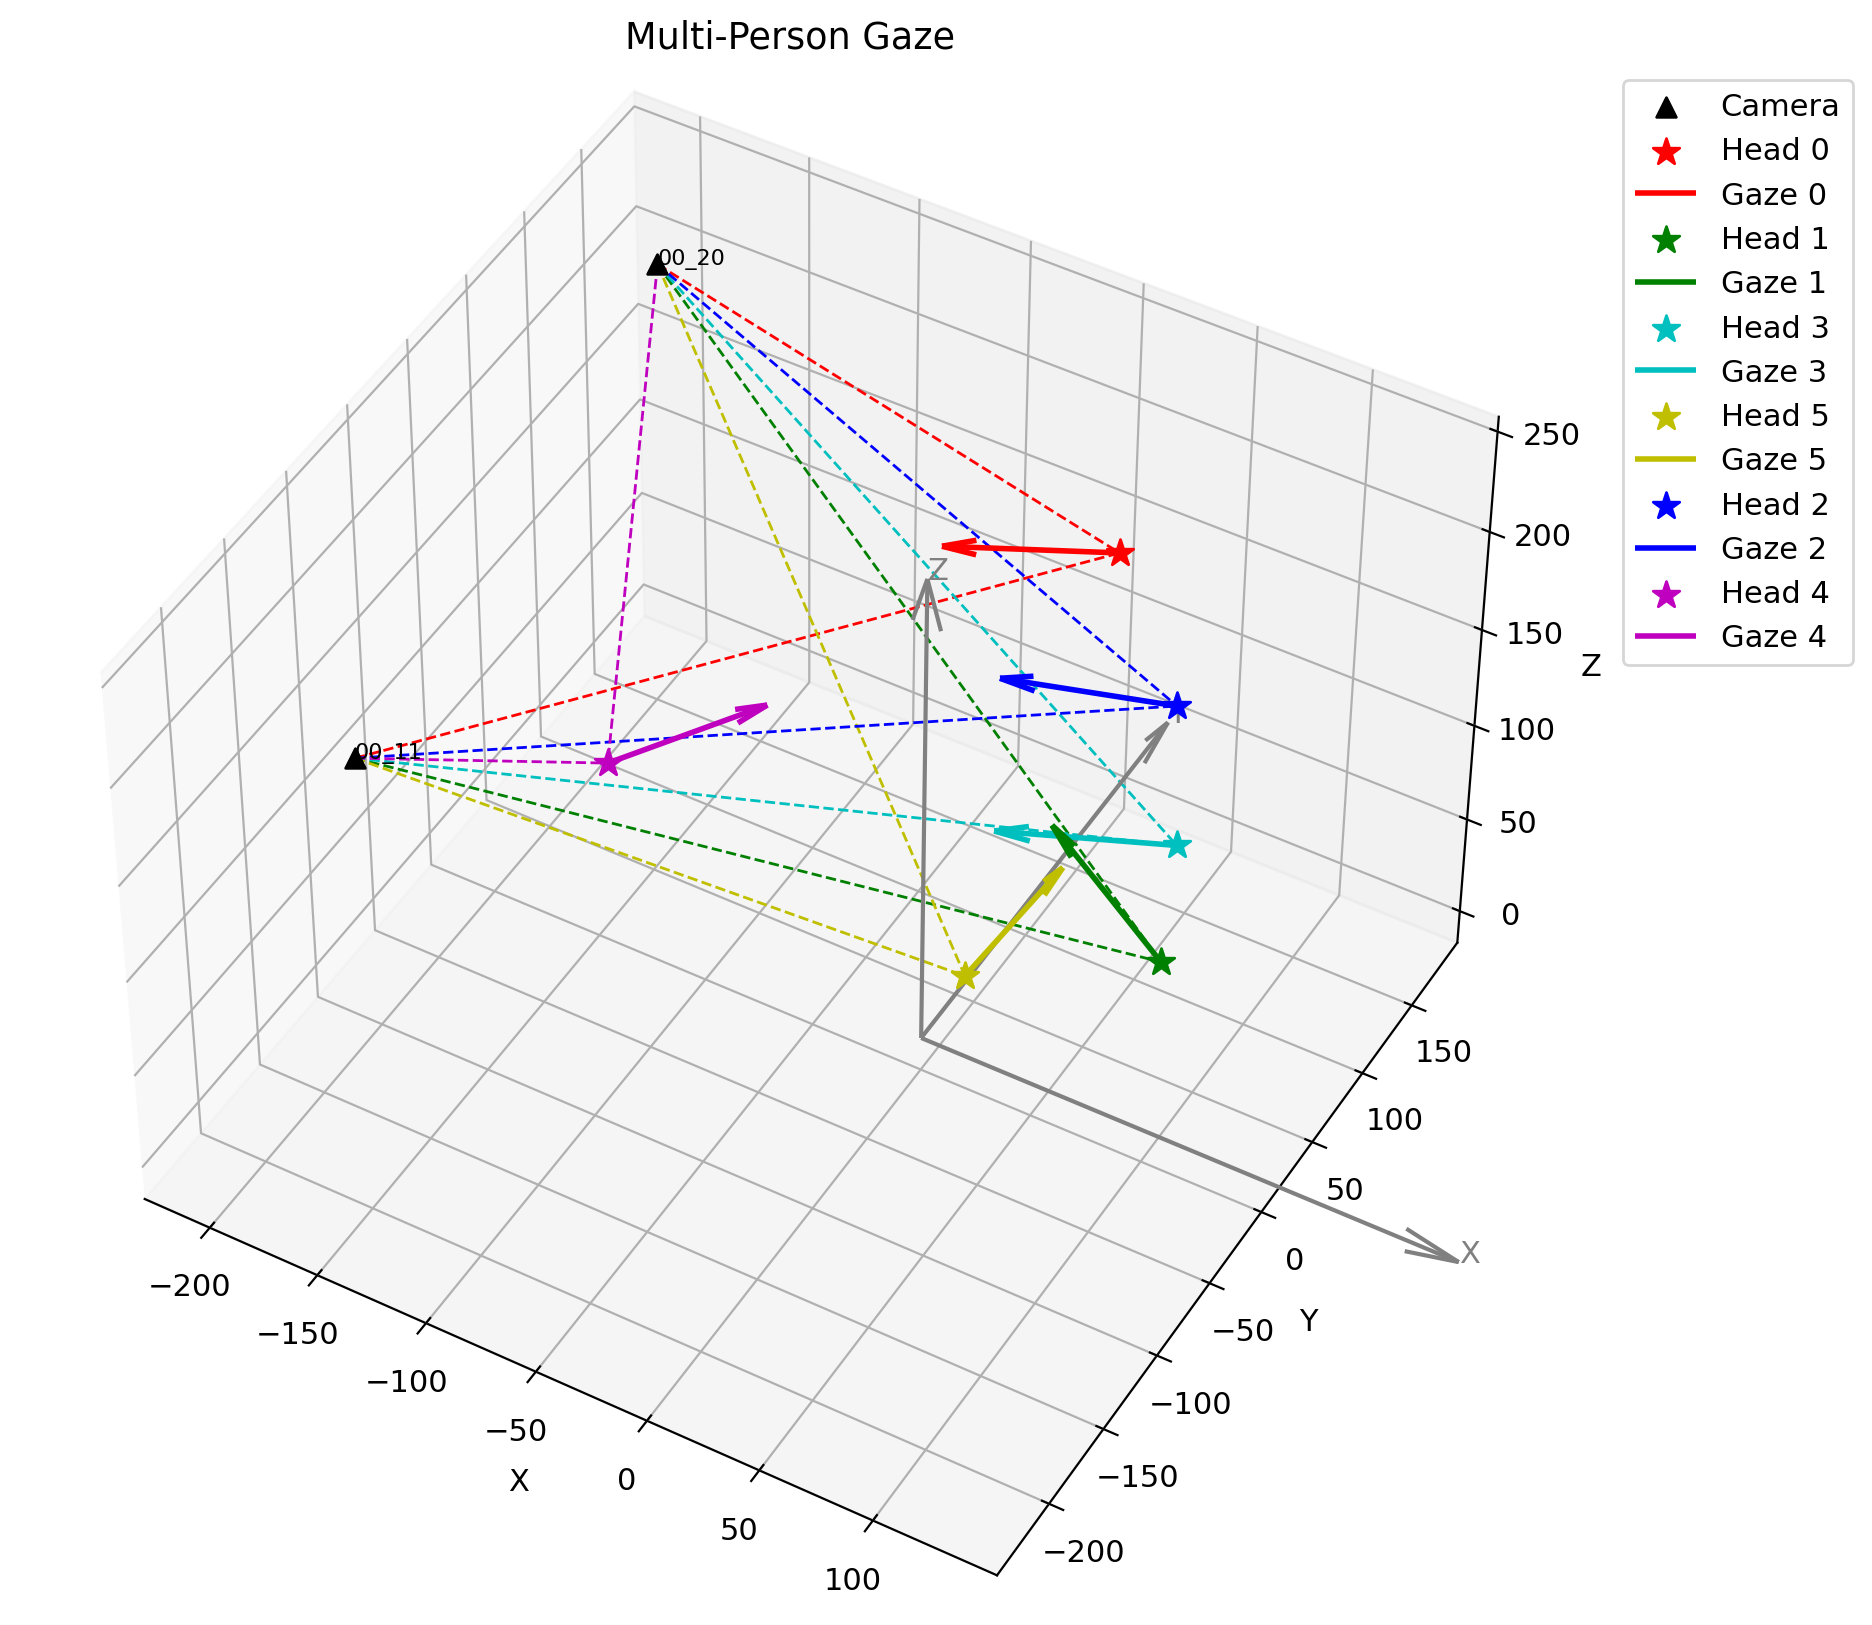 Multi-Person Gaze
Camera
Head 0
Gaze 0
Head 1
Gaze 1
Head 3
Gaze 3
Head 5
Gaze 5
Head 2
Gaze 2
Head 4
Gaze 4
00_20
00_11
Z
X
250
200
150
100
50
0
Z
150
100
50
0
−50
−100
−150
−200
Y
−200
−150
−100
−50
0
50
100
X